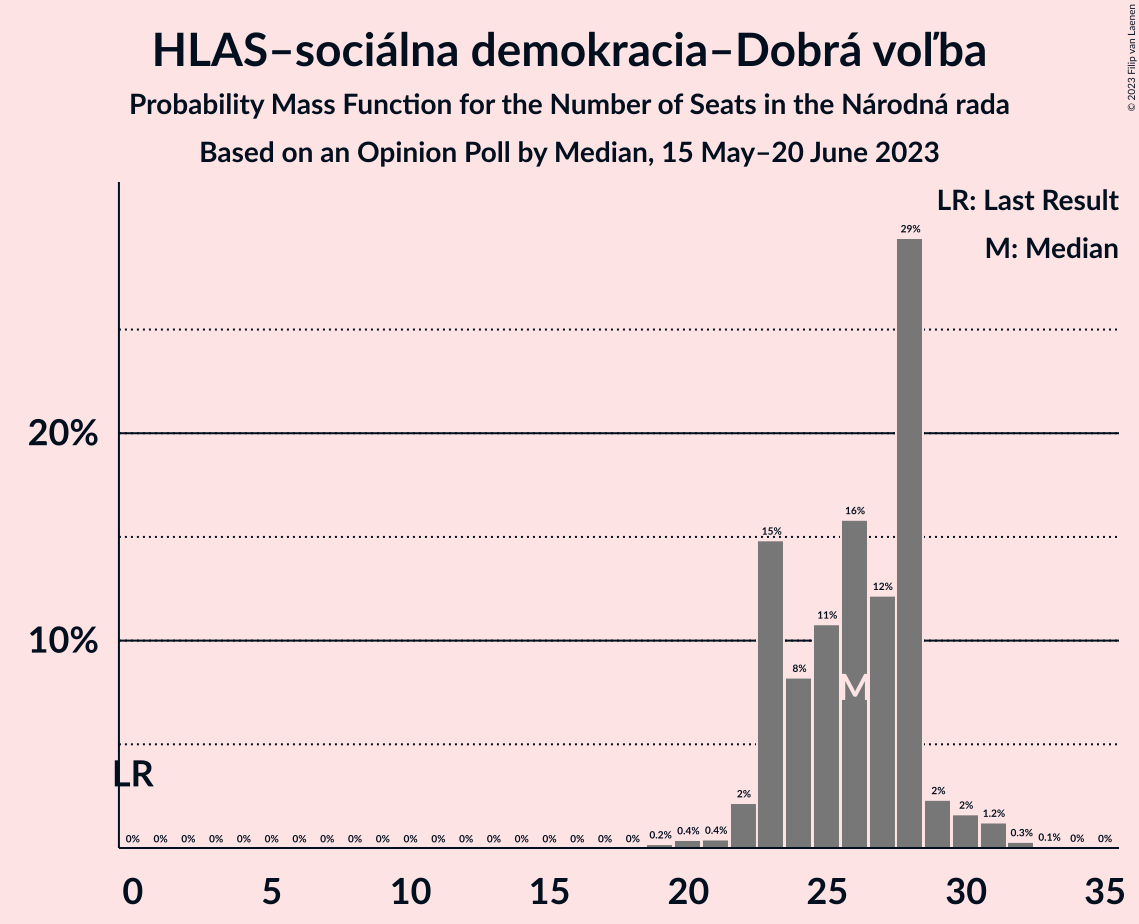 HLAS–sociálna demokracia–Dobrá voľba
Probability Mass Function for the Number of Seats in the Národná rada
Based on an Opinion Poll by Median, 15 May–20 June 2023
© 2023 Filip van Laenen
LR: Last Result
M: Median
29%
20%
16%
15%
12%
11%
10%
8%
M
LR
2% 2% 2% 1.2%
0% 0% 0% 0% 0% 0% 0% 0% 0% 0% 0% 0% 0% 0% 0% 0% 0% 0% 0% 0.2% 0.4% 0.4% 0.3% 0.1% 0% 0%
0 5 10 15 20 25 30 35